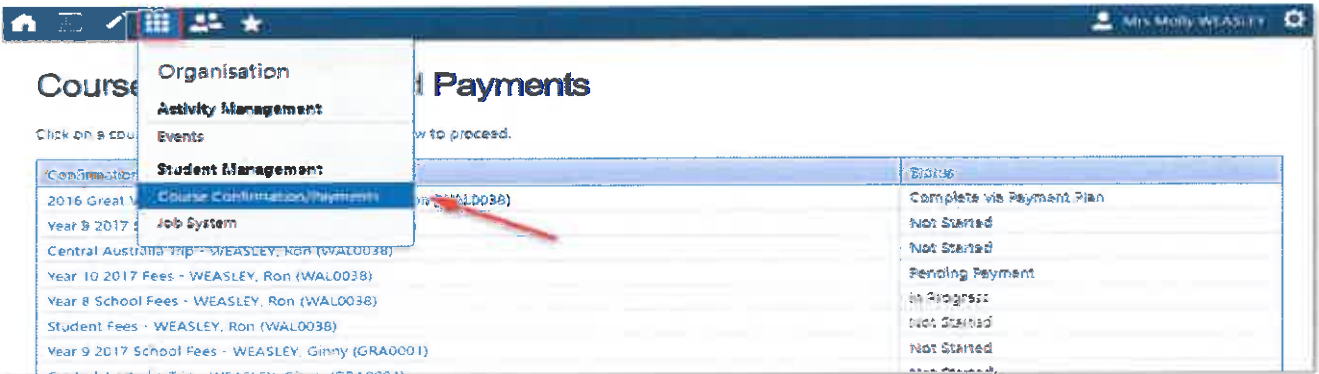 Mrs Molly WEASLEY
Organisation
Course Payments
Activity Management
Click on a cou w to proceed.
Events
Student Management
Confirmation Status
Course Confirmation/Payments
2016 Great (WAL0038) Complete via Payment Plan
Job System
Year 9 2017 Not Started
Central Australia Trip - WEASLEY, Ron (WAL0038) Not Started
Year 10 2017 Fees - WEASLEY, Ron (WAL0038) Pending Payment
Year 8 School Fees - WEASLEY, Ron (WAL0038) In Progress
Student Fees - WEASLEY, Ron (WAL0038) Not Started
Year 9 2017 School Fees - WEASLEY, Ginny (GRA0001) Not Started